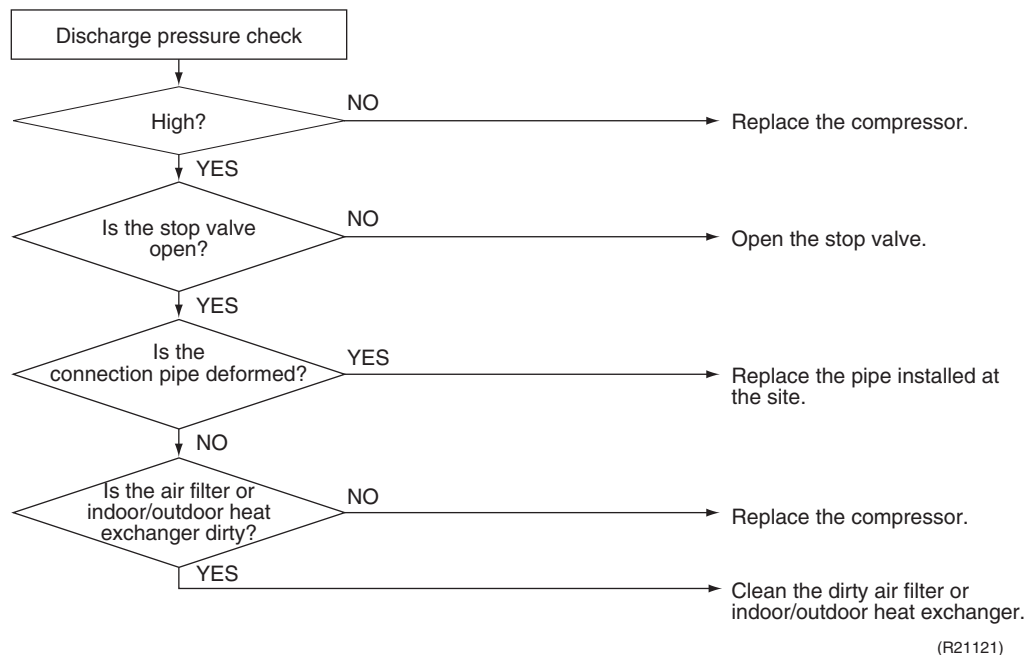 Discharge pressure check
High?
NO
Replace the compressor.
YES
Is the stop valve
open?
NO
Open the stop valve.
YES
Is the
connection pipe deformed?
YES
Replace the pipe installed at
the site.
NO
Is the air filter or
indoor/outdoor heat
exchanger dirty?
NO
Replace the compressor.
YES
Clean the dirty air filter or
indoor/outdoor heat exchanger.
(R21121)